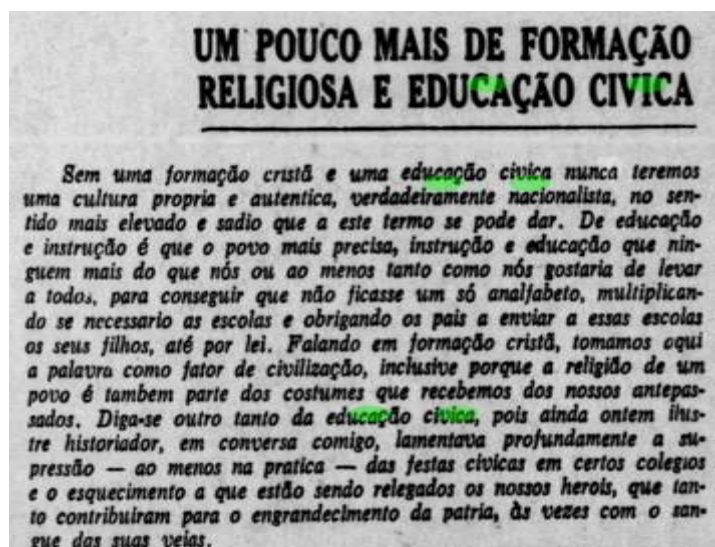 UM POUCO MAIS DE FORMAÇÃO
RELIGIOSA E EDUCAÇÃO CIVICA
Sem uma formação cristã e uma educação civica nunca teremos
uma cultura propria e autentica, verdadeiramente nacionalista, no sen-
tido mais elevado e sadio que a este termo se pode dar. De educação
e instrução é que o povo mais precisa, instrução e educação que nin-
guem mais do que nós ou ao menos tanto como nós gostaria de levar
a todos, para conseguir que não ficasse um só analfabeto, multiplican-
do se necessario as escolas e obrigando os pais a enviar a essas escolas
os seus filhos, até por lei. Falando em formação cristã, tomamos aqui
a palavra como fator de civilização, inclusive porque a religião de um
povo é tambem parte dos costumes que recebemos dos nossos antepas-
sados. Diga-se outro tanto da educação civica, pois ainda ontem ilus-
tre historiador, em conversa comigo, lamentava profundamente a su-
pressão — ao menos na pratica — das festas civicas em certos colegios
e o esquecimento a que estão sendo relegados os nossos herois, que tan-
to contribuiram para o engrandecimento da patria, às vezes com o san-
gue das suas veias.